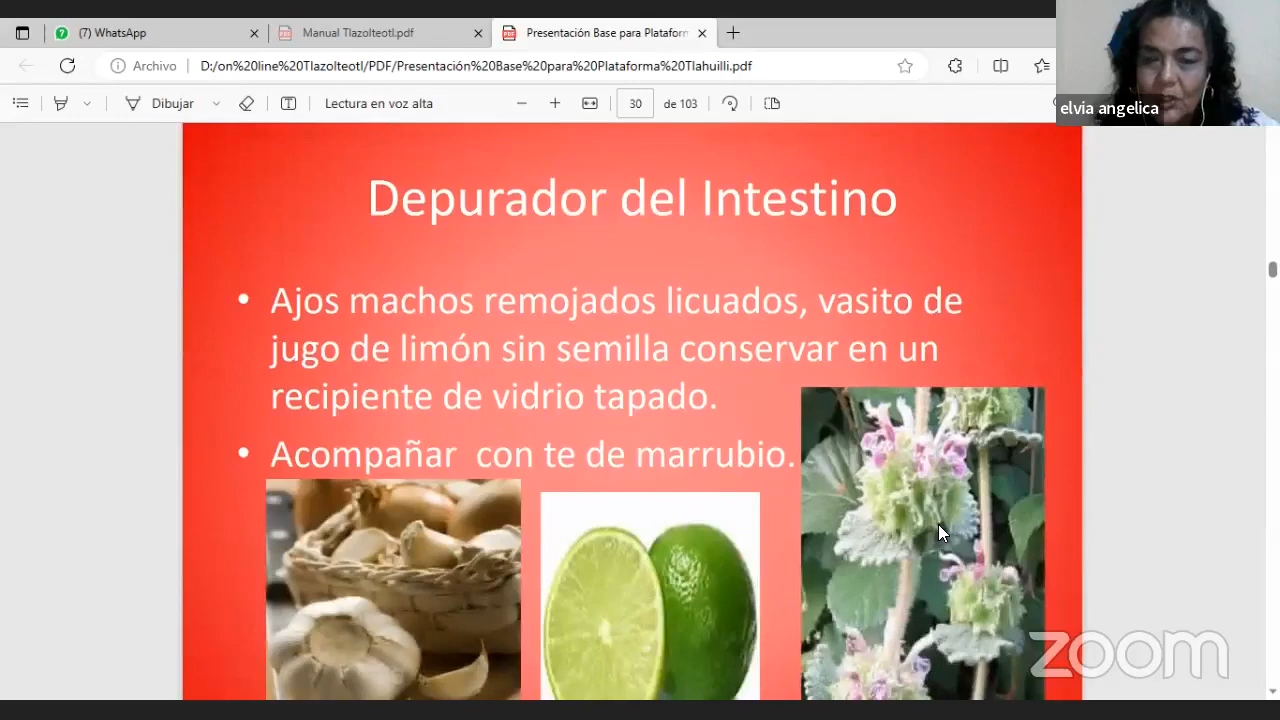 (7) WhatsApp
Manual Tlazolteotl.pdf
Presentación Base para Plataform
Archivo
D:/on%20line%20Tlazolteotl/PDF/Presentación%20Base%20para%20Plataforma%20Tlahuilli.pdf
Dibujar
Lectura en voz alta
30
de 103
elvia angelica
Depurador del Intestino
• Ajos machos remojados licuados, vasito de
jugo de limón sin semilla conservar en un
recipiente de vidrio tapado.
• Acompañar con te de marrubio.
zoom